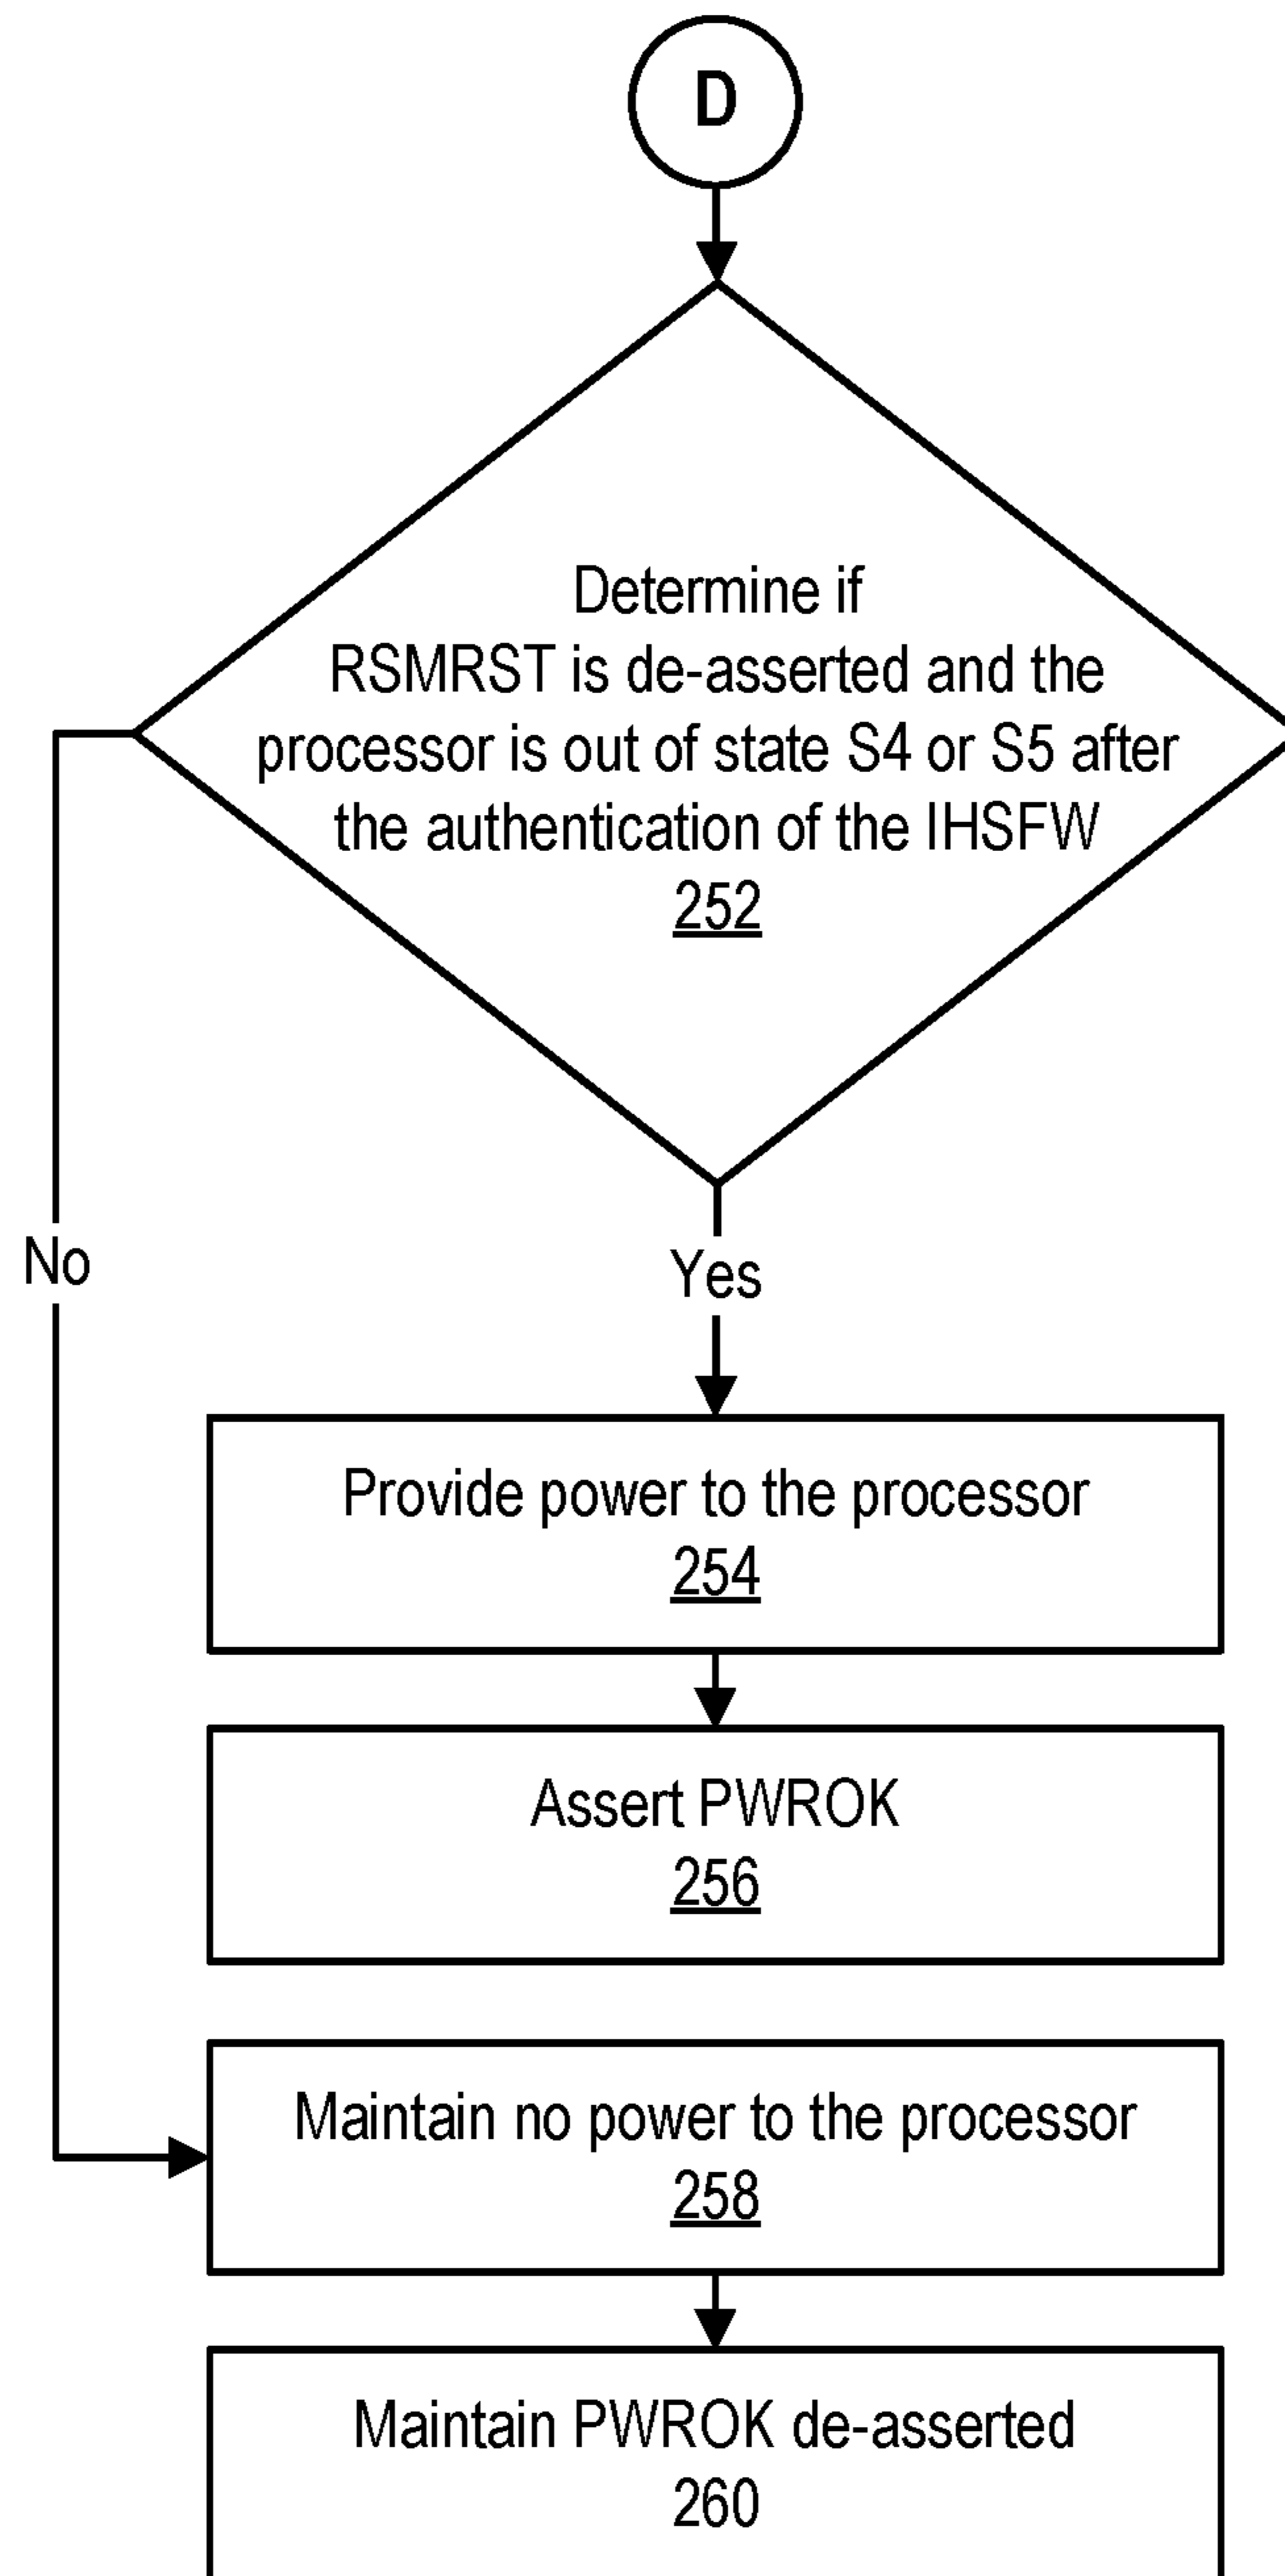 D
Determine if
RSMRST is de-asserted and the
processor is out of state S4 or S5 after
the authentication of the IHSFW
252
No
Yes
Provide power to the processor
254
Assert PWROK
256
Maintain no power to the processor
258
Maintain PWROK de-asserted
260